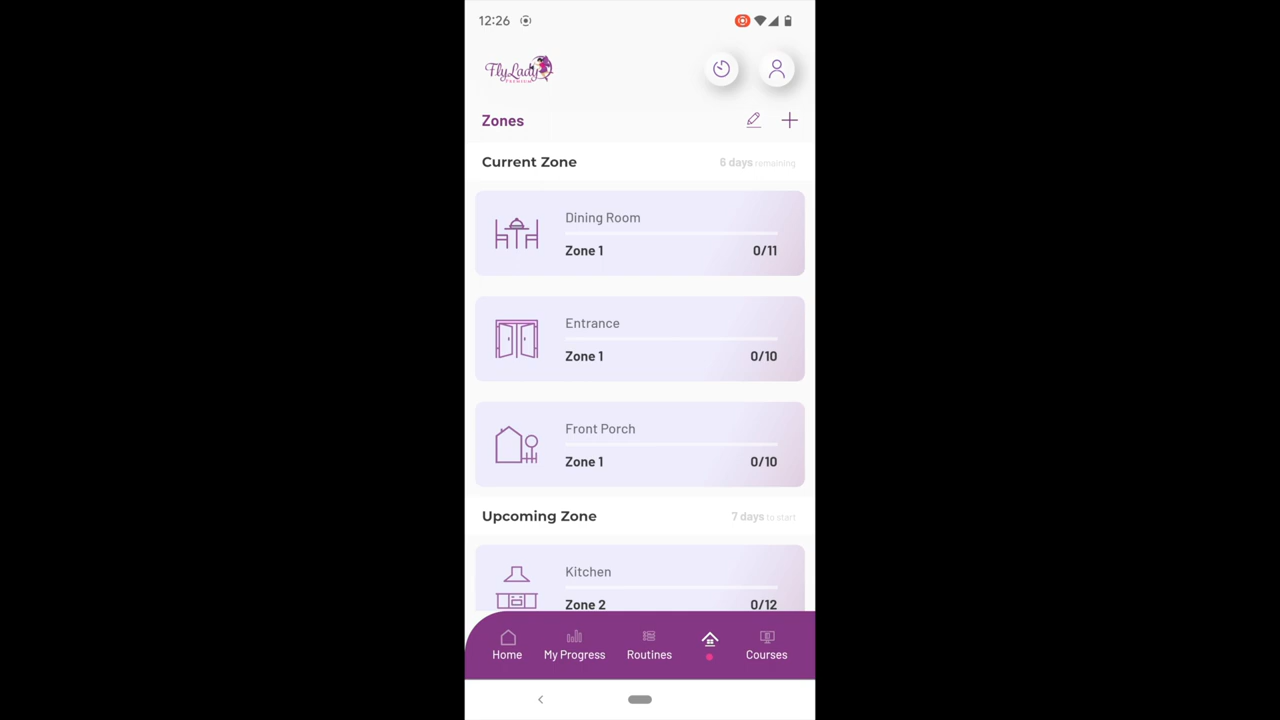 12:26
FlyLady
PREMIUM
Zones
Current Zone
6 days remaining
Dining Room
Zone 1
0/11
Entrance
Zone 1
0/10
Front Porch
Zone 1
0/10
Upcoming Zone
7 days to start
Kitchen
Zone 2
0/12
Home
My Progress
Routines
Courses